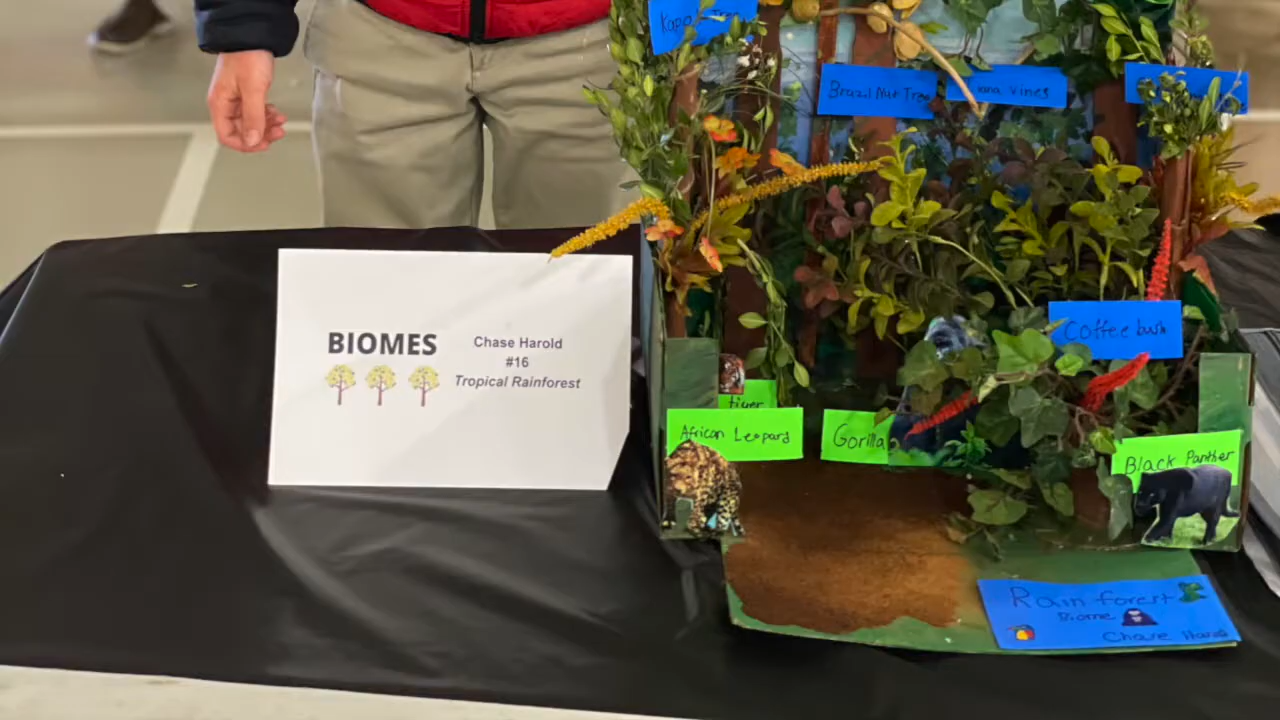 BIOMES
Chase Harold
#16
Tropical Rainforest
Brazil Nut Tree
Vines
Coffee bush
tiger
African Leopard
Gorilla
Black Panther
Rain forest
Biome
Chase Harold